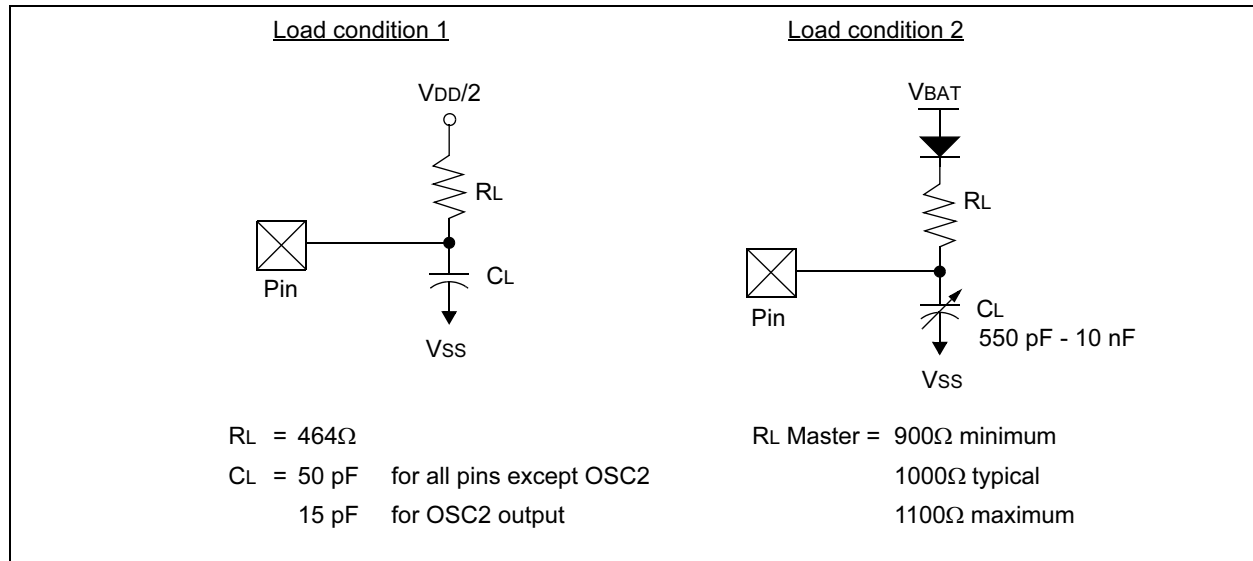 Load condition 1
VDD/2
RL
Pin
CL
VSS
RL = 464Ω
CL = 50 pF for all pins except OSC2
15 pF for OSC2 output
Load condition 2
VBAT
RL
Pin
CL
550 pF - 10 nF
VSS
RL Master = 900Ω minimum
1000Ω typical
1100Ω maximum